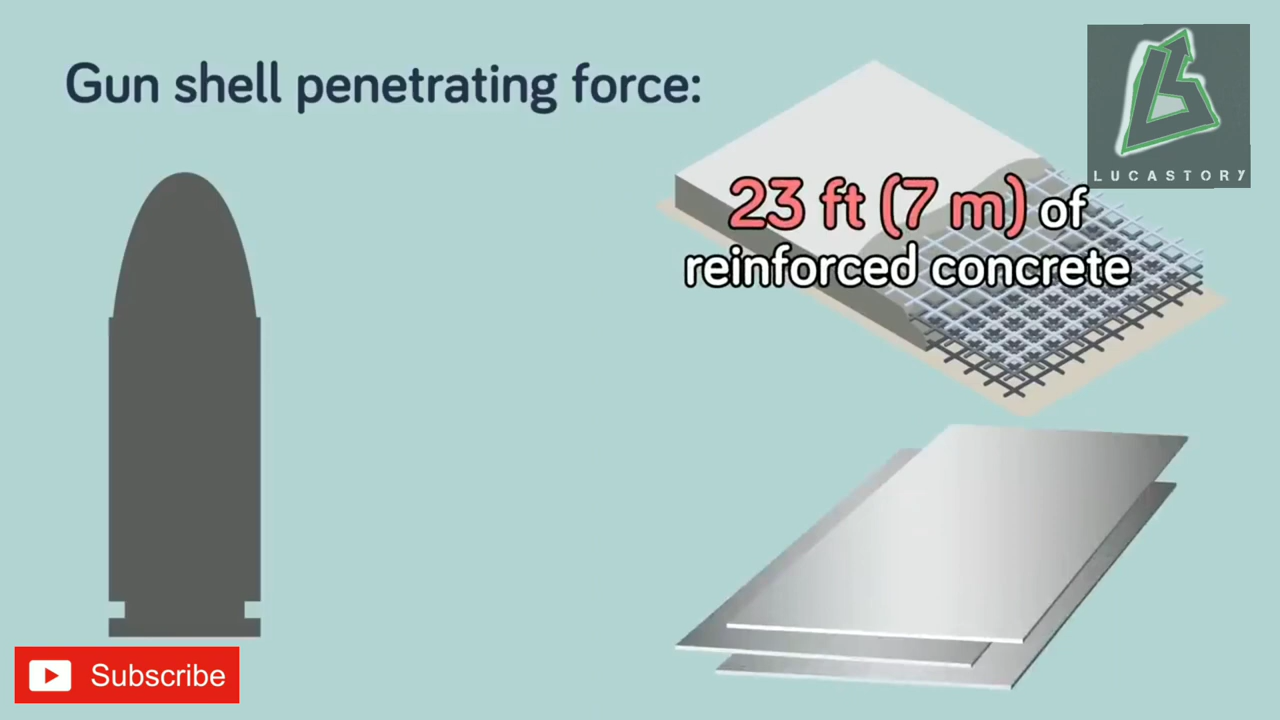 Gun shell penetrating force:
LUCASTORY
23 ft (7 m) of
reinforced concrete
Subscribe